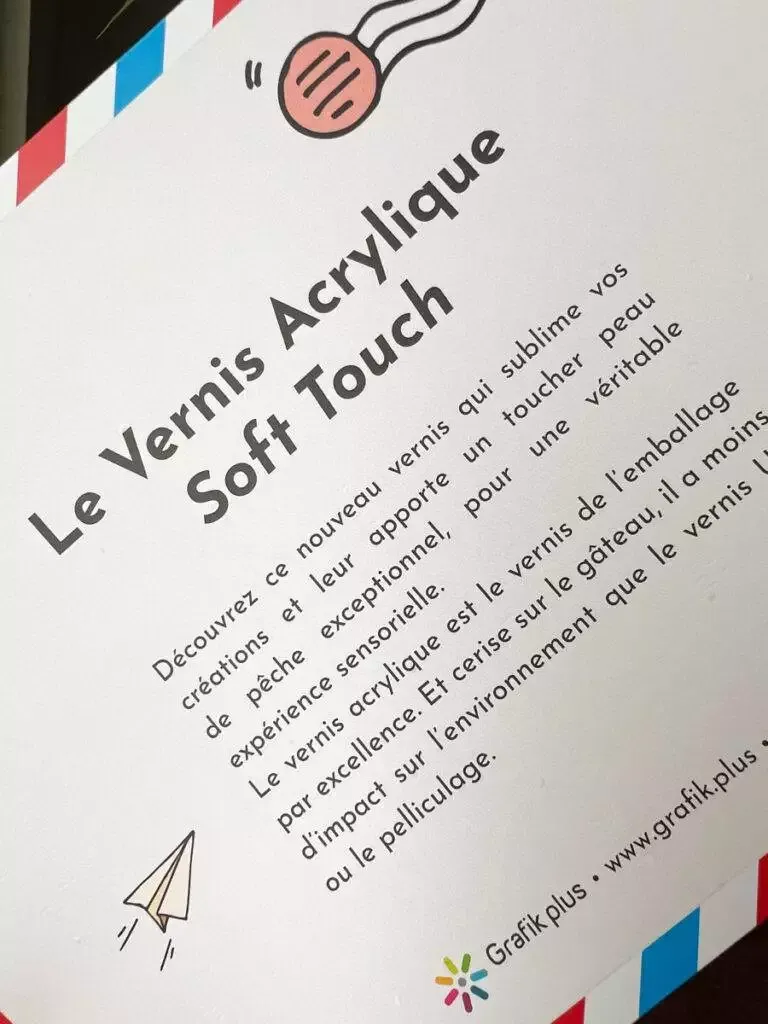 Le Vernis Acrylique
Soft Touch
Découvrez ce nouveau vernis qui sublime vos
créations et leur apporte un toucher peau
de pêche exceptionnel, pour une véritable
expérience sensorielle.
Le vernis acrylique est le vernis de l'emballage
par excellence. Et cerise sur le gâteau, il a moins
d'impact sur l'environnement que le vernis
ou le pelliculage.
Grafik plus • www.grafik.plus •